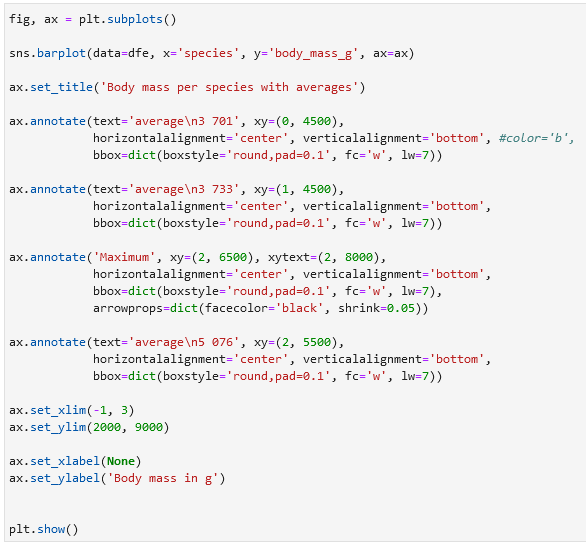 fig, ax = plt.subplots()
sns.barplot(data=dfe, x='species', y='body_mass_g', ax=ax)
ax.set_title('Body mass per species with averages')
ax.annotate(text='average\n3 701', xy=(0, 4500),
            horizontalalignment='center', verticalalignment='bottom', #color='b',
            bbox=dict(boxstyle='round,pad=0.1', fc='w', lw=7))
ax.annotate(text='average\n3 733', xy=(1, 4500),
            horizontalalignment='center', verticalalignment='bottom',
            bbox=dict(boxstyle='round,pad=0.1', fc='w', lw=7))
ax.annotate('Maximum', xy=(2, 6500), xytext=(2, 8000),
            horizontalalignment='center', verticalalignment='bottom',
            bbox=dict(boxstyle='round,pad=0.1', fc='w', lw=7),
            arrowprops=dict(facecolor='black', shrink=0.05))
ax.annotate(text='average\n5 076', xy=(2, 5500),
            horizontalalignment='center', verticalalignment='bottom',
            bbox=dict(boxstyle='round,pad=0.1', fc='w', lw=7))
ax.set_xlim(-1, 3)
ax.set_ylim(2000, 9000)
ax.set_xlabel(None)
ax.set_ylabel('Body mass in g')
plt.show()